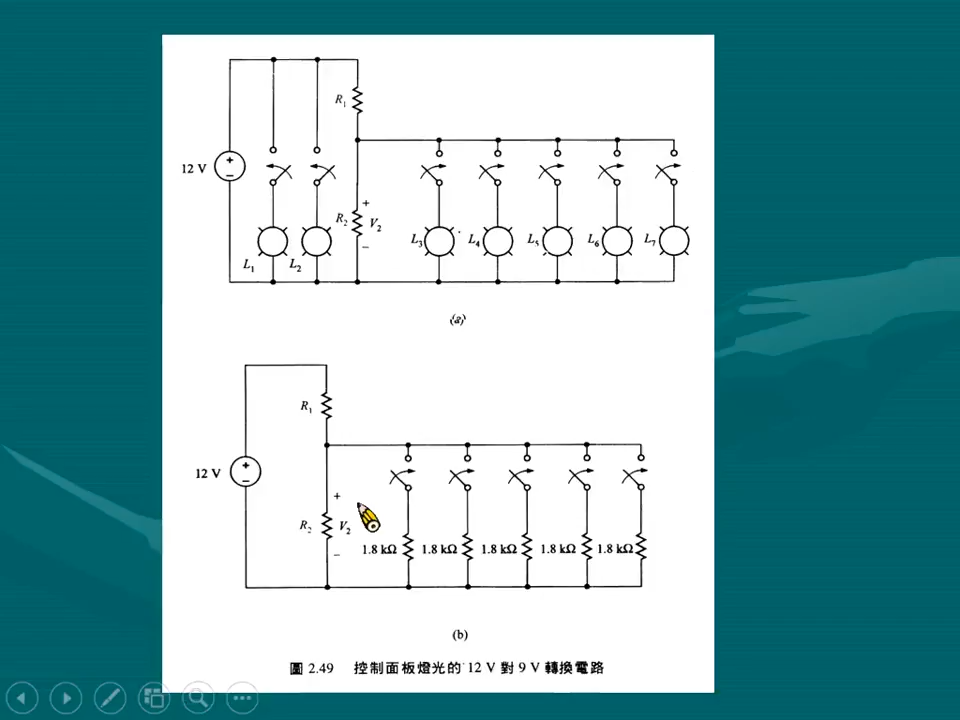 R₁
12 V
+
−
+
R₂ V₂
−
L₁ L₂ L₃ L₄ L₅ L₆ L₇
(a)
R₁
12 V
+
−
+
R₂ V₂
−
1.8 kΩ 1.8 kΩ 1.8 kΩ 1.8 kΩ 1.8 kΩ
(b)
圖 2.49 控制面板燈光的 12 V 對 9 V 轉換電路